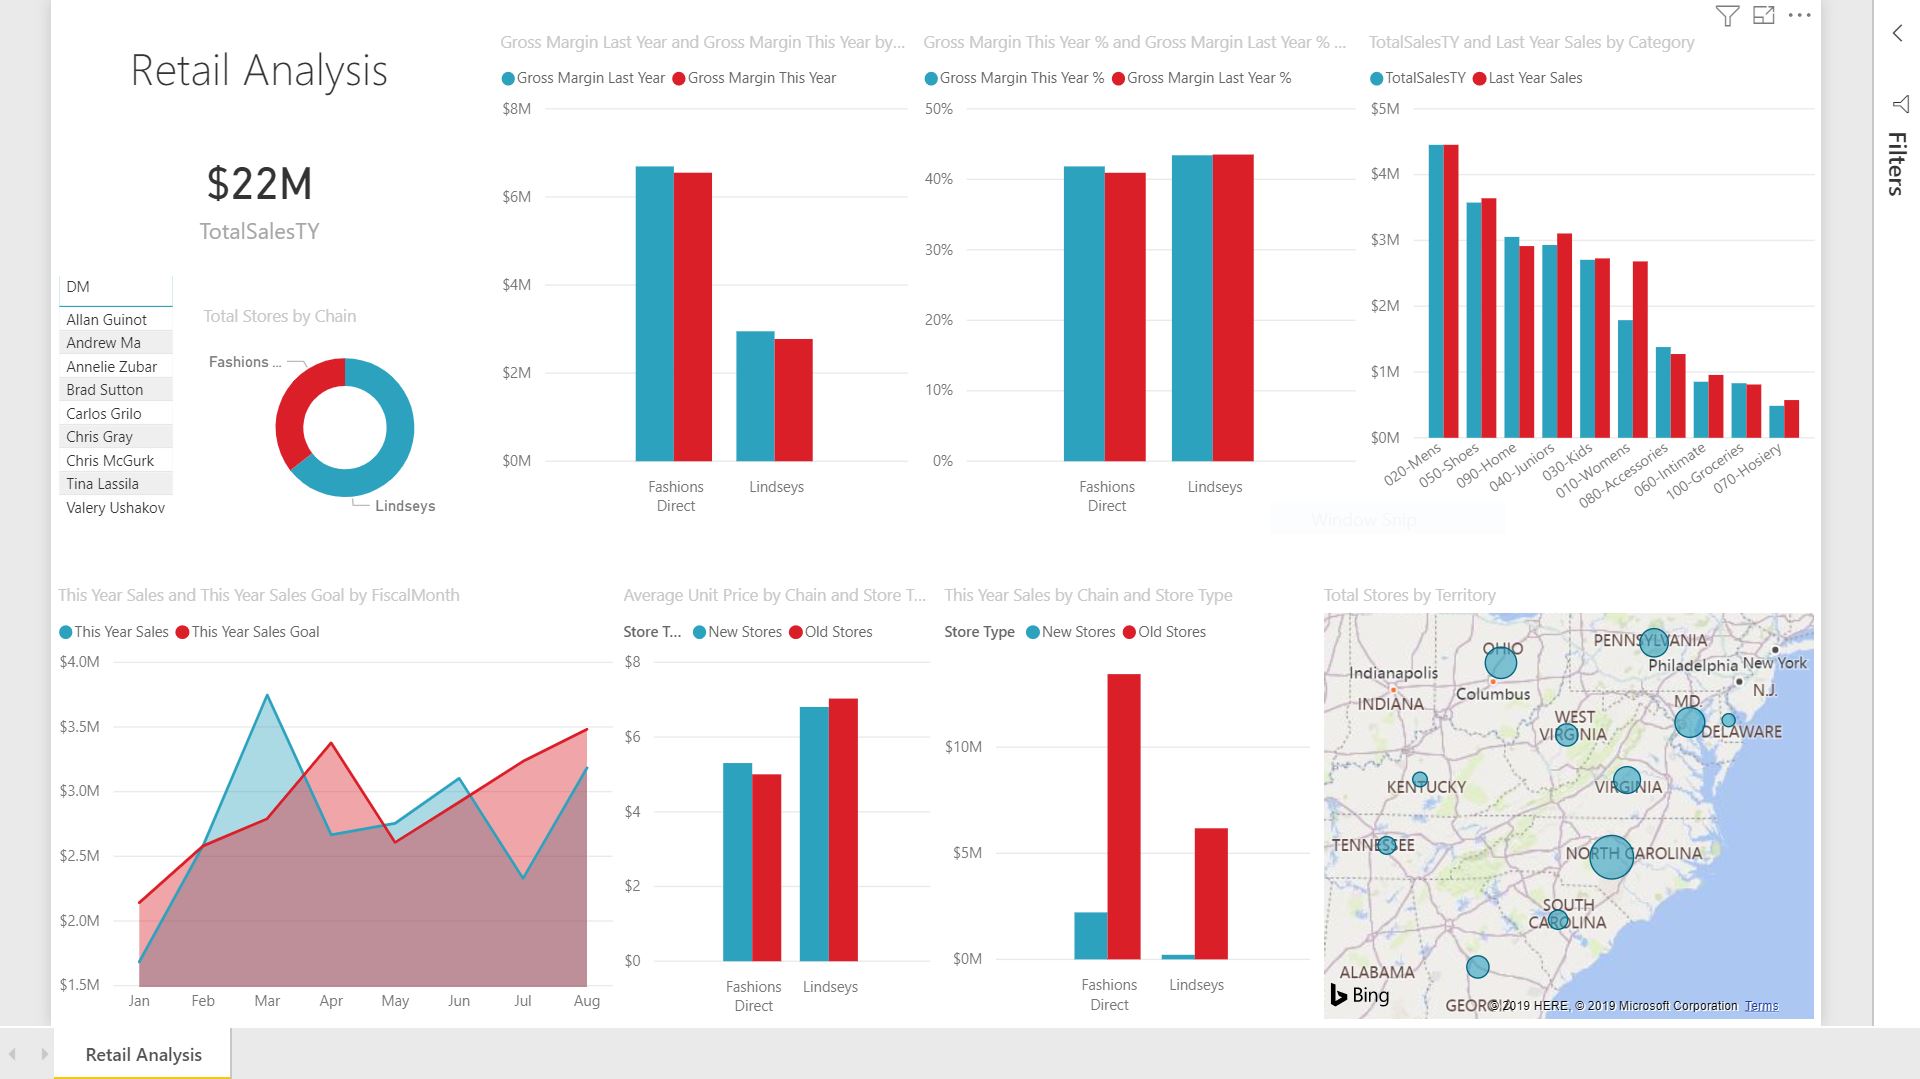 Retail Analysis
$22M
TotalSalesTY
DM
Allan Guinot
Andrew Ma
Annelie Zubar
Brad Sutton
Carlos Grilo
Chris Gray
Chris McGurk
Tina Lassila
Valery Ushakov
Total Stores by Chain
Fashions ...
Lindseys
Gross Margin Last Year and Gross Margin This Year by...
Gross Margin Last Year Gross Margin This Year
$8M
$6M
$4M
$2M
$0M
Fashions
Direct
Lindseys
Gross Margin This Year % and Gross Margin Last Year % ...
Gross Margin This Year % Gross Margin Last Year %
50%
40%
30%
20%
10%
0%
Fashions
Direct
Lindseys
TotalSalesTY and Last Year Sales by Category
TotalSalesTY Last Year Sales
$5M
$4M
$3M
$2M
$1M
$0M
020-Mens
050-Shoes
090-Home
040-Juniors
030-Kids
010-Womens
080-Accessories
060-Intimate
100-Groceries
070-Hosiery
Window Snip
Filters
This Year Sales and This Year Sales Goal by FiscalMonth
This Year Sales This Year Sales Goal
$4.0M
$3.5M
$3.0M
$2.5M
$2.0M
$1.5M
Jan Feb Mar Apr May Jun Jul Aug
Average Unit Price by Chain and Store T...
Store T... New Stores Old Stores
$8
$6
$4
$2
$0
Fashions
Direct
Lindseys
This Year Sales by Chain and Store Type
Store Type New Stores Old Stores
$10M
$5M
$0M
Fashions
Direct
Lindseys
Total Stores by Territory
OHIO
PENNSYLVANIA
Indianapolis
Philadelphia
New York
Columbus
INDIANA
N.J.
MD.
WEST
VIRGINIA
DELAWARE
KENTUCKY
VIRGINIA
TENNESSEE
NORTH CAROLINA
SOUTH
CAROLINA
ALABAMA
Bing
GEORGIA
© 2019 HERE, © 2019 Microsoft Corporation Terms
Retail Analysis